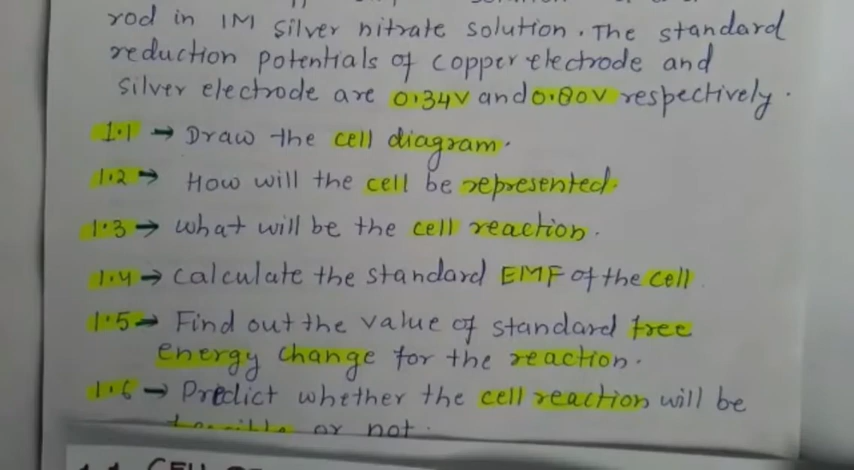 rod in 1M silver nitrate solution. The standard
reduction potentials of copper electrode and
silver electrode are 0.34V and 0.80V respectively.
1.1 → Draw the cell diagram.
1.2 → How will the cell be represented.
1.3 → what will be the cell reaction.
1.4 → Calculate the standard EMF of the cell.
1.5 → Find out the value of standard free
energy change for the reaction.
1.6 → Predict whether the cell reaction will be
or not.